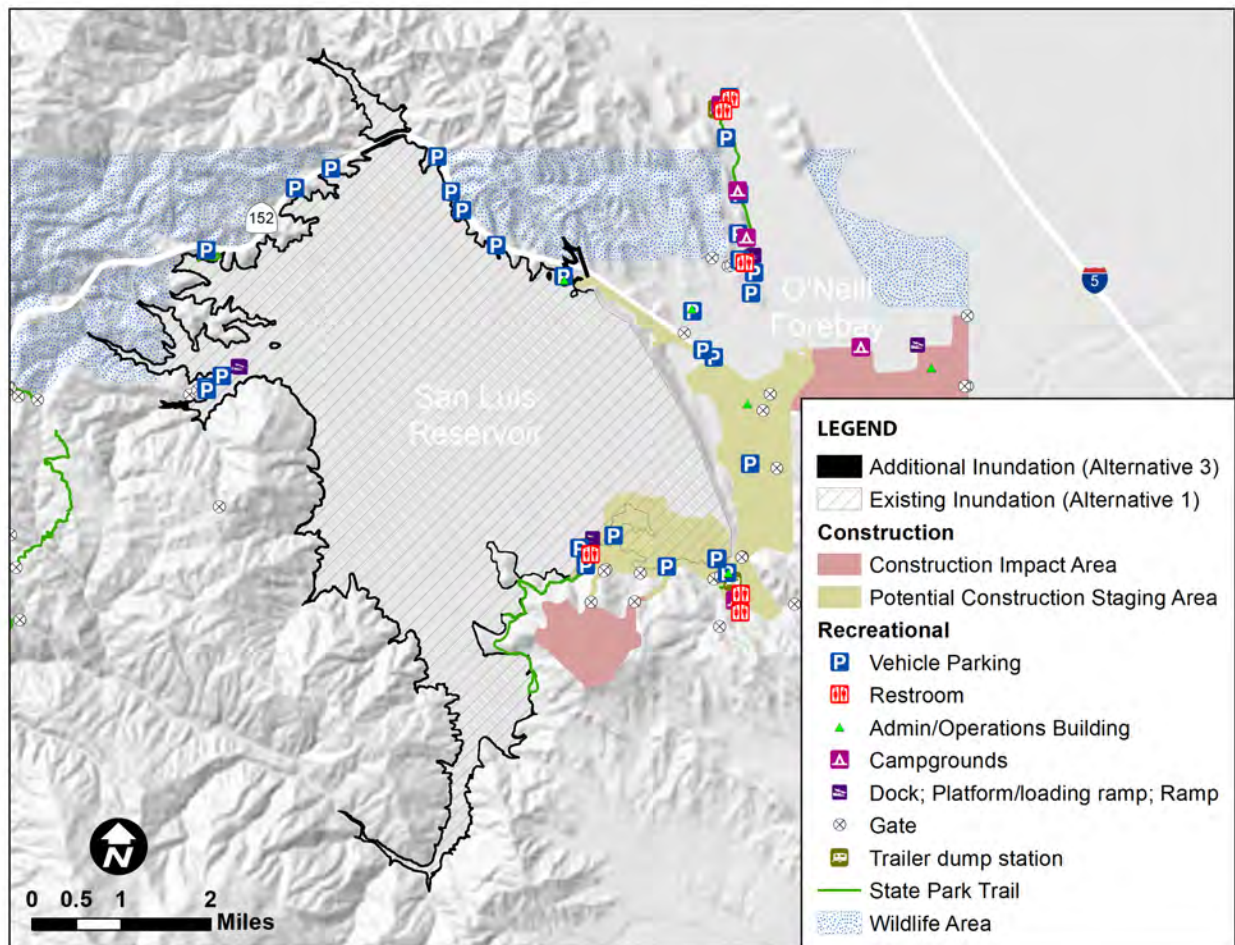 152
5
O'Neill
Forebay
San Luis
Reservoir
LEGEND
Additional Inundation (Alternative 3)
Existing Inundation (Alternative 1)
Construction
Construction Impact Area
Potential Construction Staging Area
Recreational
P Vehicle Parking
Restroom
Admin/Operations Building
Campgrounds
Dock; Platform/loading ramp; Ramp
Gate
Trailer dump station
State Park Trail
Wildlife Area
N
0 0.5 1 2
Miles